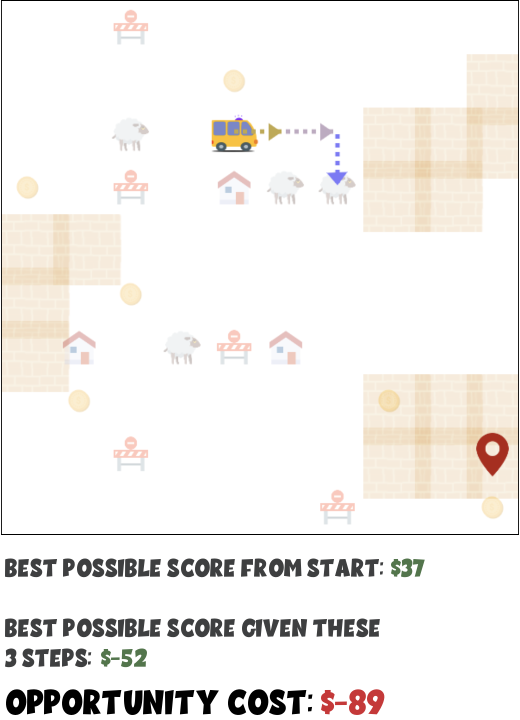 BEST POSSIBLE SCORE FROM START: $37
BEST POSSIBLE SCORE GIVEN THESE
3 STEPS: $-52
OPPORTUNITY COST: $-89